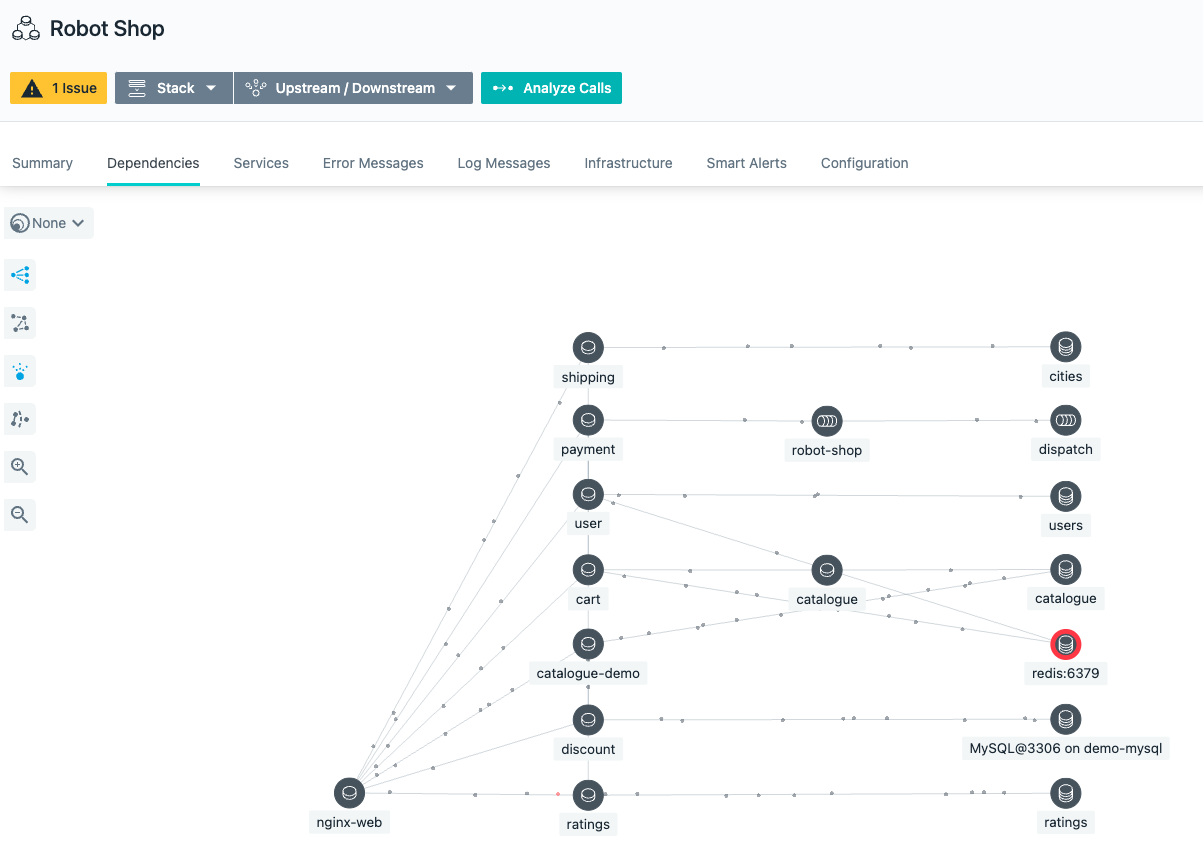 Robot Shop
1 Issue
Stack
Upstream / Downstream
Analyze Calls
Summary
Dependencies
Services
Error Messages
Log Messages
Infrastructure
Smart Alerts
Configuration
None
shipping
cities
payment
robot-shop
dispatch
user
users
cart
catalogue
catalogue
catalogue-demo
redis:6379
discount
MySQL@3306 on demo-mysql
nginx-web
ratings
ratings